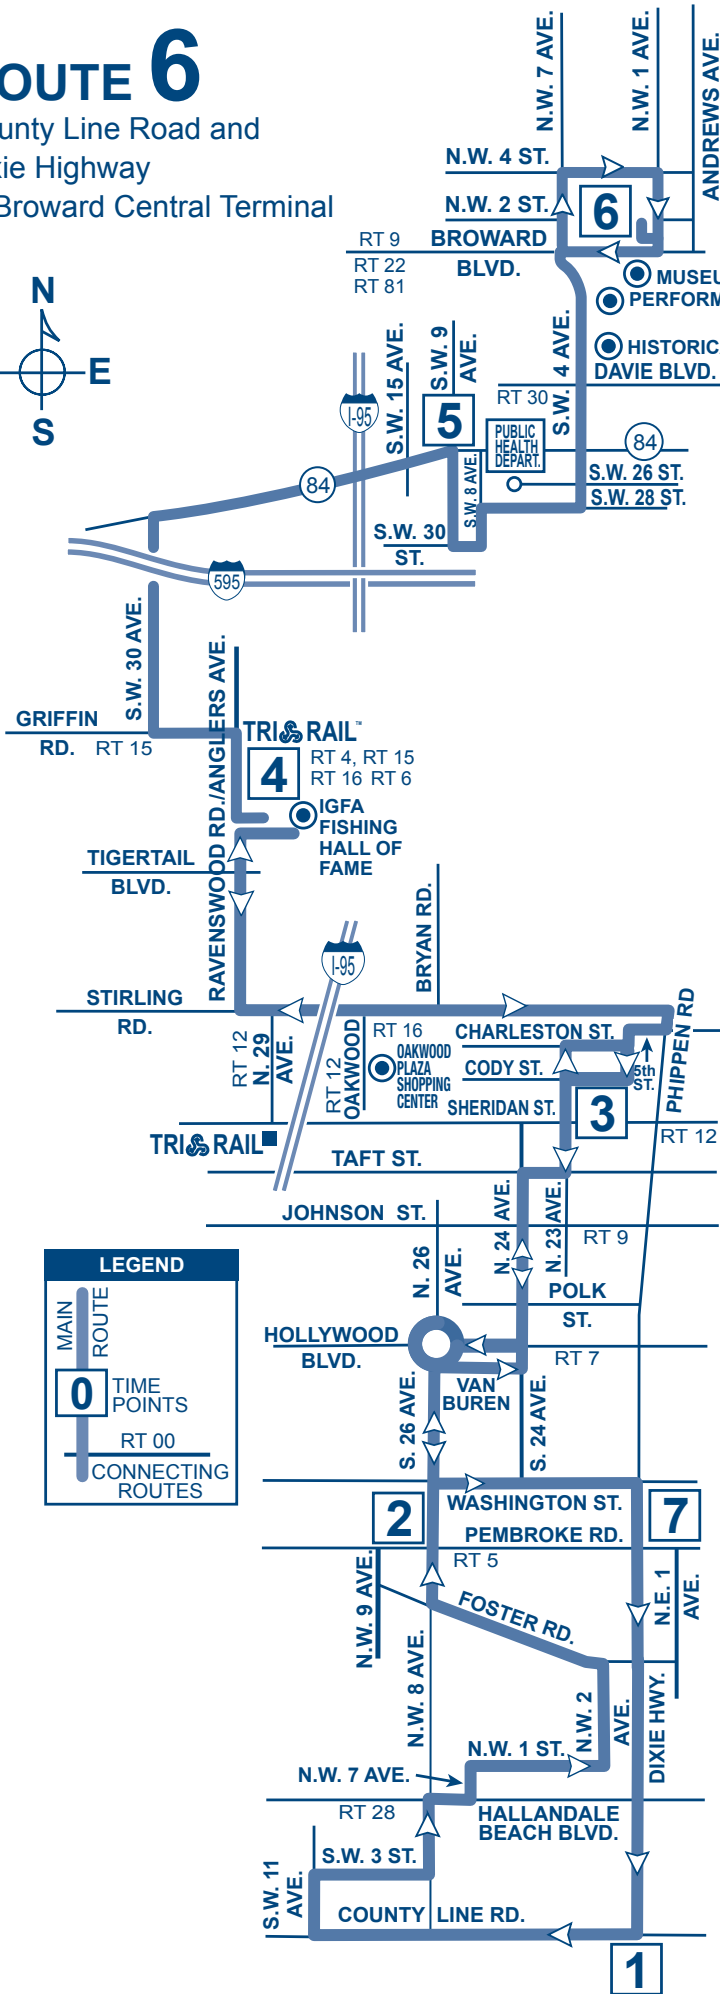 OUTE 6
unty Line Road and
xie Highway
Broward Central Terminal
N.W. 7 AVE.
N.W. 1 AVE.
ANDREWS AVE.
N.W. 4 ST.
N.W. 2 ST.
6
RT 9
BROWARD
BLVD.
RT 22
RT 81
MUSEU
PERFORM
HISTORIC
DAVIE BLVD.
RT 30
S.W. 4 AVE.
N
E
S
I-95
S.W. 15 AVE.
S.W. 9
AVE.
5
PUBLIC
HEALTH
DEPART.
84
S.W. 8 AVE.
S.W. 26 ST.
S.W. 28 ST.
84
S.W. 30
ST.
595
S.W. 30 AVE.
GRIFFIN
RD.
RT 15
RAVENSWOOD RD./ANGLERS AVE.
TRI RAIL™
4
RT 4, RT 15
RT 16 RT 6
IGFA
FISHING
HALL OF
FAME
TIGERTAIL
BLVD.
BRYAN RD.
I-95
STIRLING
RD.
RT 12
N. 29
AVE.
RT 12
OAKWOOD
RT 16
OAKWOOD
PLAZA
SHOPPING
CENTER
CHARLESTON ST.
CODY ST.
5th
ST.
PHIPPEN RD
SHERIDAN ST.
3
RT 12
TRI RAIL
TAFT ST.
JOHNSON ST.
N. 24 AVE.
N. 23 AVE.
RT 9
N. 26
AVE.
POLK
ST.
HOLLYWOOD
BLVD.
RT 7
VAN
BUREN
S. 26 AVE.
S. 24 AVE.
LEGEND
MAIN
ROUTE
0
TIME
POINTS
RT 00
CONNECTING
ROUTES
2
WASHINGTON ST.
7
PEMBROKE RD.
RT 5
N.W. 9 AVE.
FOSTER RD.
N.E. 1
AVE.
N.W. 8 AVE.
N.W. 2
AVE.
DIXIE HWY.
N.W. 1 ST.
N.W. 7 AVE.
RT 28
HALLANDALE
BEACH BLVD.
S.W. 3 ST.
S.W. 11
AVE.
COUNTY LINE RD.
1